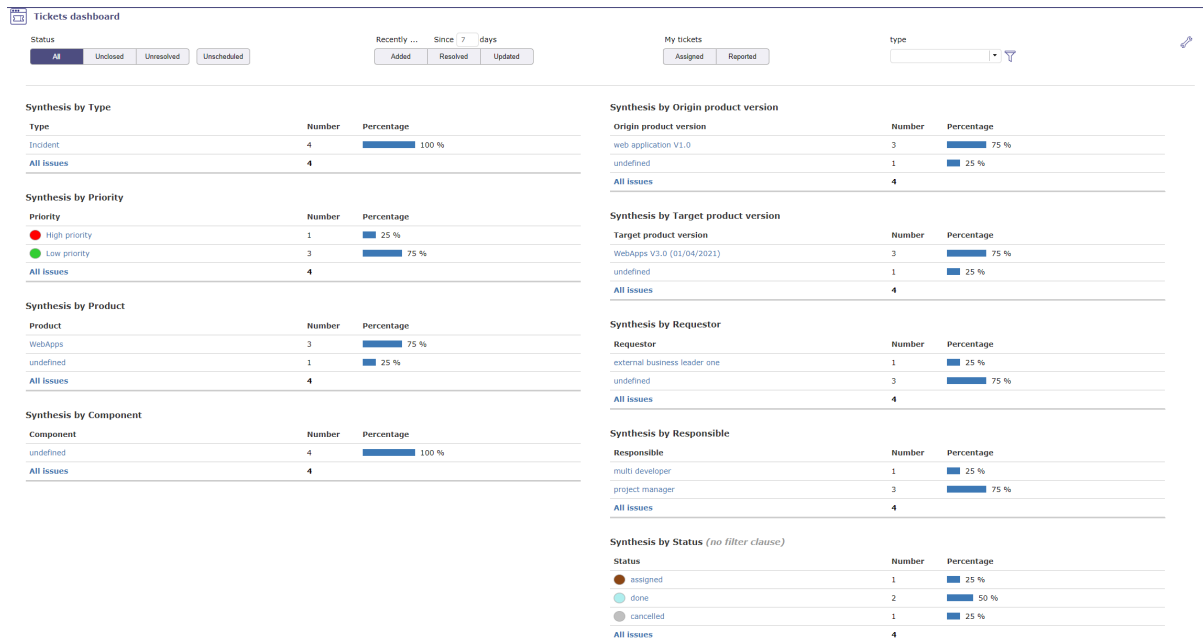 Tickets dashboard
Status
Recently ... Since 7 days
My tickets
type
All Unclosed Unresolved Unscheduled
Added Resolved Updated
Assigned Reported
Synthesis by Type
Type Number Percentage
Incident 4 100 %
All issues 4
Synthesis by Priority
Priority Number Percentage
High priority 1 25 %
Low priority 3 75 %
All issues 4
Synthesis by Product
Product Number Percentage
WebApps 3 75 %
undefined 1 25 %
All issues 4
Synthesis by Component
Component Number Percentage
undefined 4 100 %
All issues 4
Synthesis by Origin product version
Origin product version Number Percentage
web application V1.0 3 75 %
undefined 1 25 %
All issues 4
Synthesis by Target product version
Target product version Number Percentage
WebApps V3.0 (01/04/2021) 3 75 %
undefined 1 25 %
All issues 4
Synthesis by Requestor
Requestor Number Percentage
external business leader one 1 25 %
undefined 3 75 %
All issues 4
Synthesis by Responsible
Responsible Number Percentage
multi developer 1 25 %
project manager 3 75 %
All issues 4
Synthesis by Status (no filter clause)
Status Number Percentage
assigned 1 25 %
done 2 50 %
cancelled 1 25 %
All issues 4